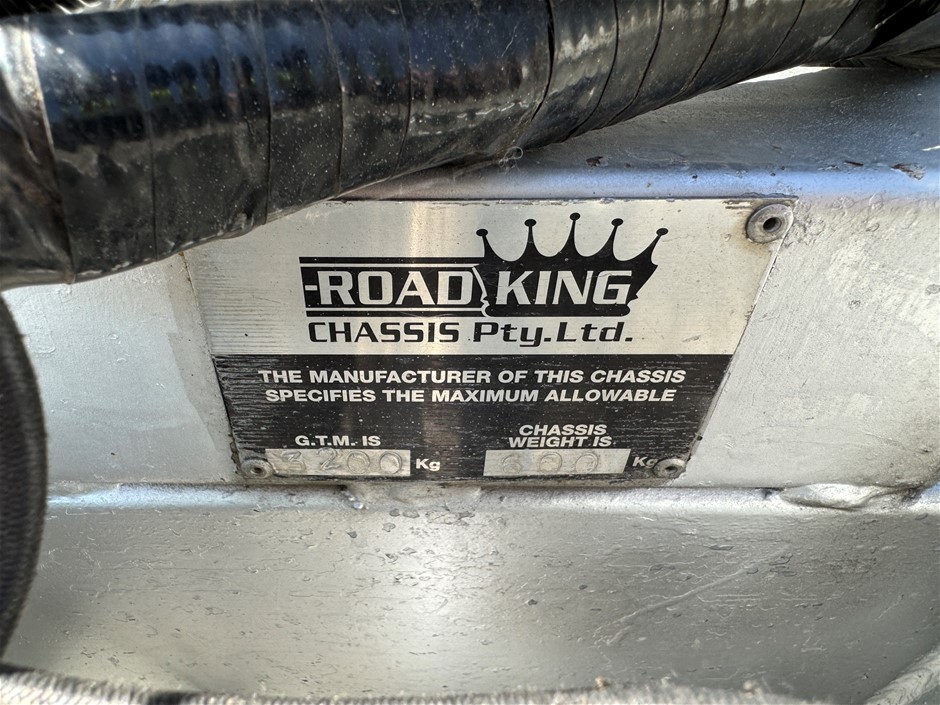 ROAD KING
CHASSIS Pty.Ltd.
THE MANUFACTURER OF THIS CHASSIS
SPECIFIES THE MAXIMUM ALLOWABLE
G.T.M. IS
3200 Kg
CHASSIS
WEIGHT IS
600 Kg